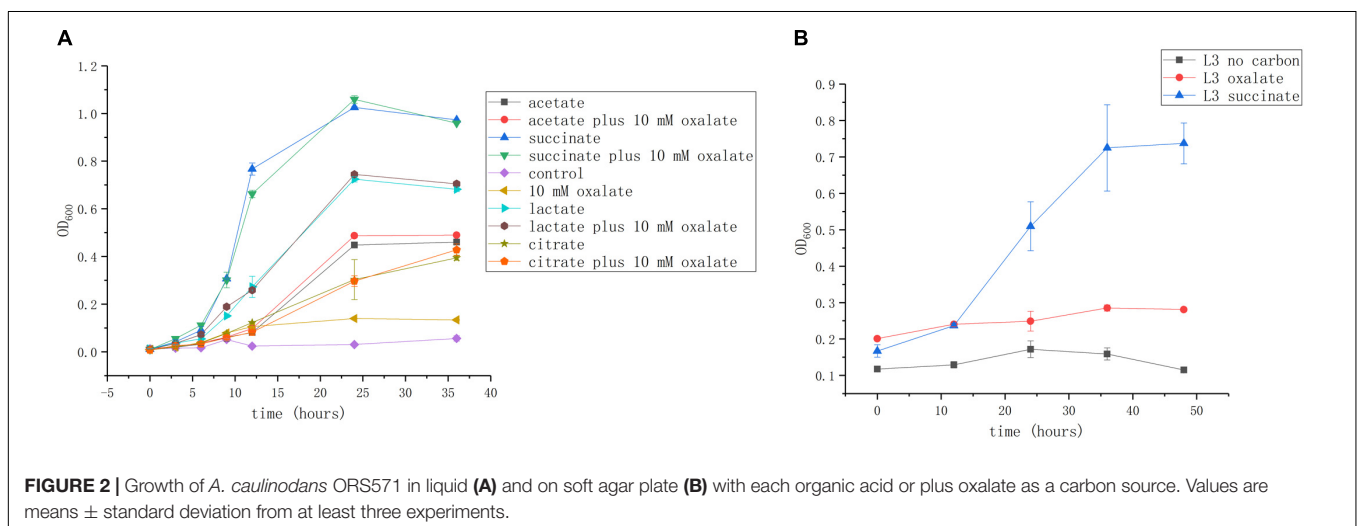 A
1.2
1.0
0.8
0.6
0.4
0.2
0.0
OD600
-5
0
5
10
15
20
25
30
35
40
time (hours)
acetate
acetate plus 10 mM oxalate
succinate
succinate plus 10 mM oxalate
control
10 mM oxalate
lactate
lactate plus 10 mM oxalate
citrate
citrate plus 10 mM oxalate
B
0.9
0.8
0.7
0.6
0.5
0.4
0.3
0.2
0.1
OD600
0
10
20
30
40
50
time (hours)
L3 no carbon
L3 oxalate
L3 succinate
FIGURE 2 | Growth of A. caulinodans ORS571 in liquid (A) and on soft agar plate (B) with each organic acid or plus oxalate as a carbon source. Values are
means ± standard deviation from at least three experiments.